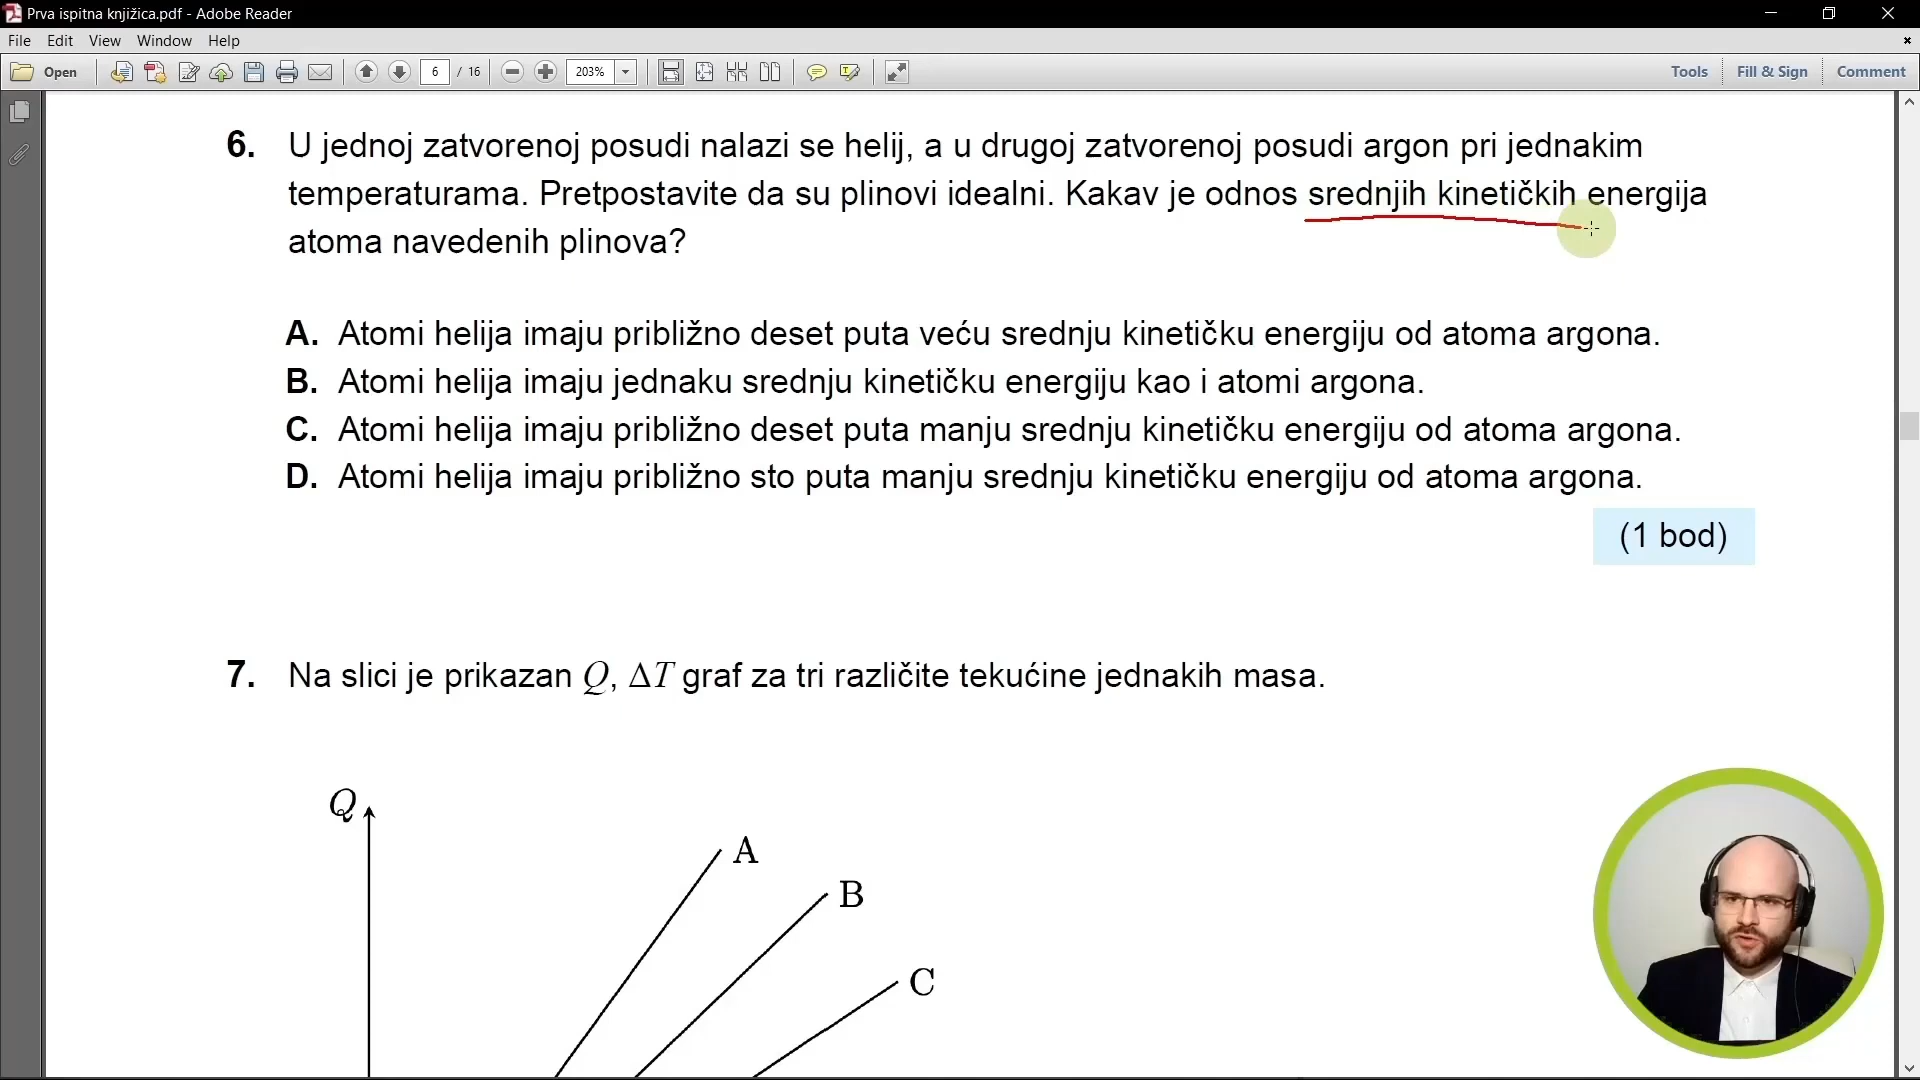 Prva ispitna knjižica.pdf - Adobe Reader
File Edit View Window Help
Open 6 / 16 203% Tools Fill & Sign Comment
6. U jednoj zatvorenoj posudi nalazi se helij, a u drugoj zatvorenoj posudi argon pri jednakim
temperaturama. Pretpostavite da su plinovi idealni. Kakav je odnos srednjih kinetičkih energija
atoma navedenih plinova?
A. Atomi helija imaju približno deset puta veću srednju kinetičku energiju od atoma argona.
B. Atomi helija imaju jednaku srednju kinetičku energiju kao i atomi argona.
C. Atomi helija imaju približno deset puta manju srednju kinetičku energiju od atoma argona.
D. Atomi helija imaju približno sto puta manju srednju kinetičku energiju od atoma argona.
(1 bod)
7. Na slici je prikazan Q, ΔT graf za tri različite tekućine jednakih masa.
Q
A
B
C